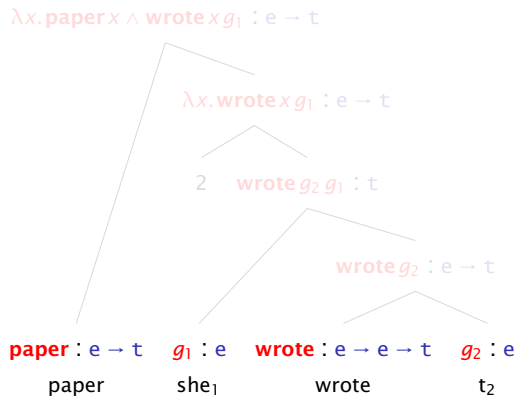 λx.paper x ∧ wrote x g₁ : e → t
λx.wrote x g₁ : e → t
2 wrote g₂ g₁ : t
wrote g₂ : e → t
paper : e → t g₁ : e wrote : e → e → t g₂ : e
paper she₁ wrote t₂